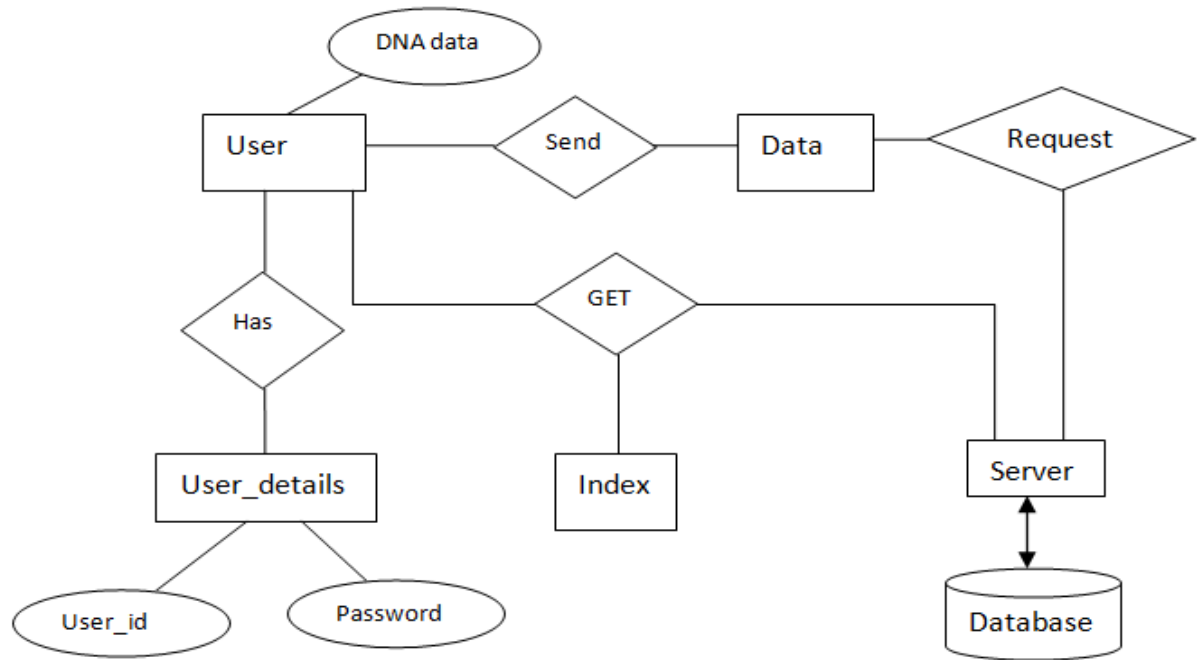 DNA data
User
Send
Data
Request
GET
Has
User_details
Index
Server
User_id
Password
Database